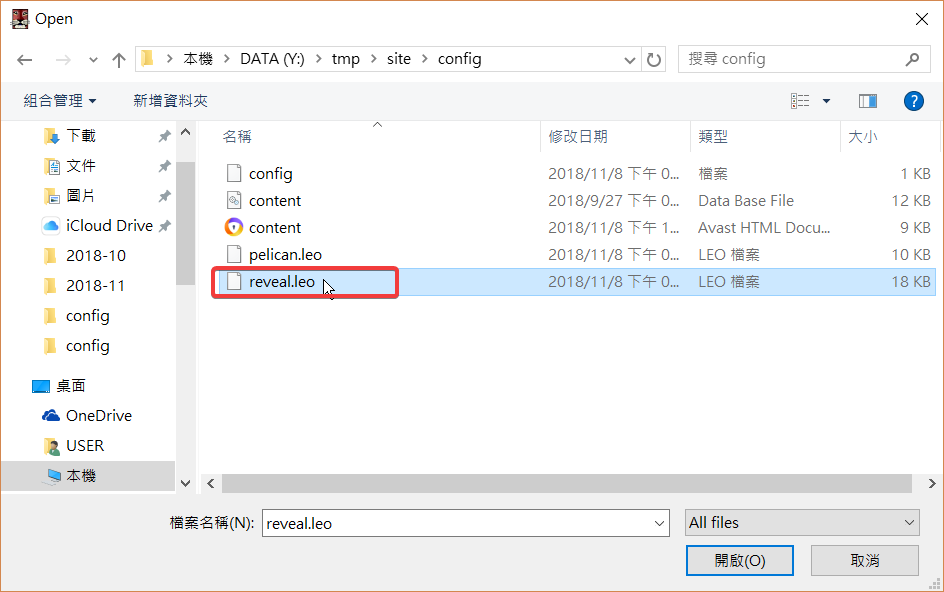 Open
本機 DATA (Y:) tmp site config
搜尋 config
組合管理 新增資料夾
?
下載
文件
圖片
iCloud Drive
2018-10
2018-11
config
config
桌面
OneDrive
USER
本機
名稱 修改日期 類型 大小
config 2018/11/8 下午 0... 檔案 1 KB
content 2018/9/27 下午 0... Data Base File 12 KB
content 2018/11/8 下午 1... Avast HTML Docu... 9 KB
pelican.leo 2018/11/8 下午 0... LEO 檔案 10 KB
reveal.leo 2018/11/8 下午 0... LEO 檔案 18 KB
檔案名稱(N): reveal.leo All files
開啟(O) 取消